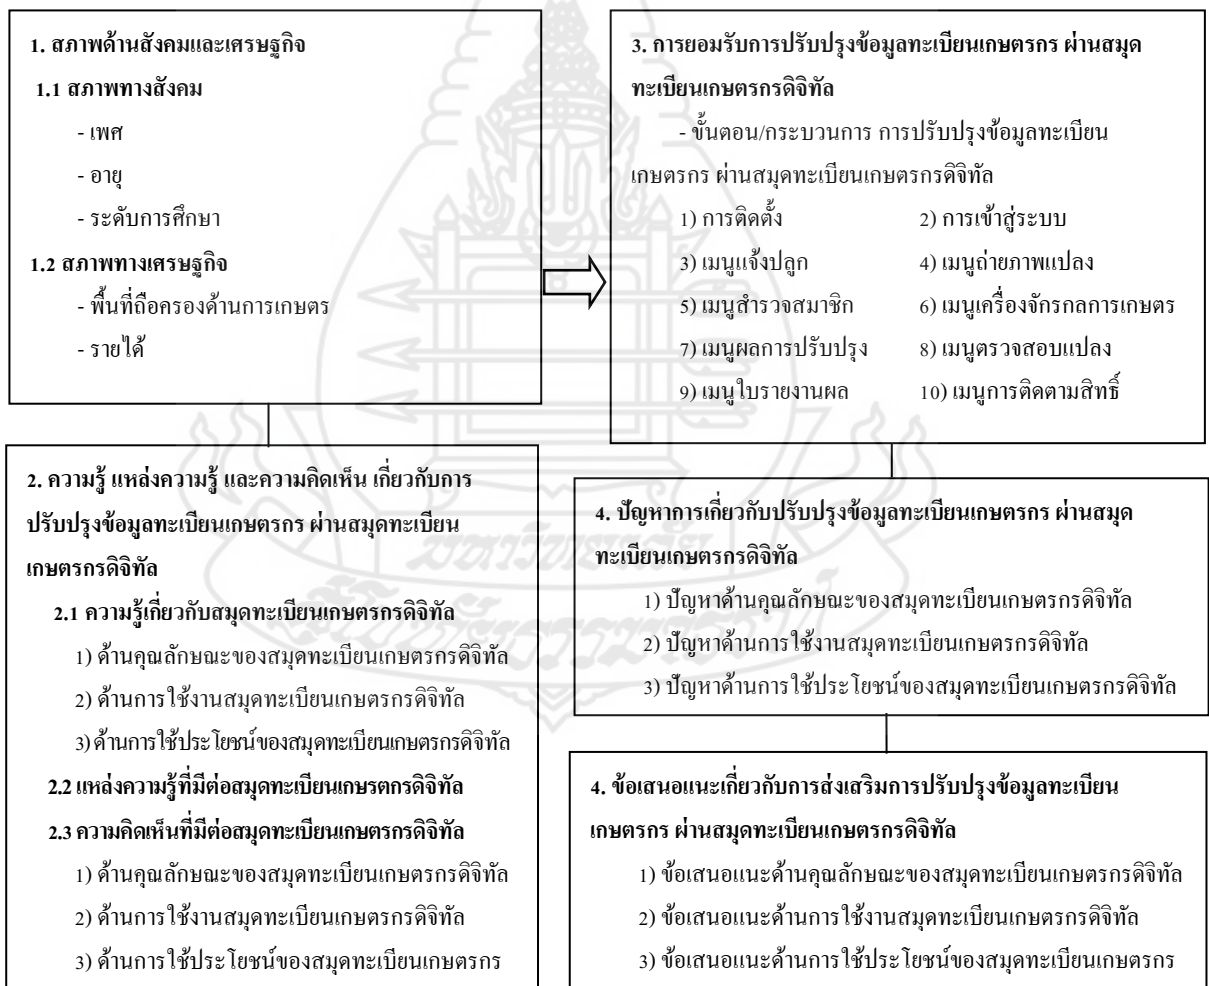 1. สภาพด้านสังคมและเศรษฐกิจ
1.1 สภาพทางสังคม
- เพศ
- อายุ
- ระดับการศึกษา
1.2 สภาพทางเศรษฐกิจ
- พื้นที่ถือครองด้านการเกษตร
- รายได้
2. ความรู้ แหล่งความรู้ และความคิดเห็น เกี่ยวกับการ
ปรับปรุงข้อมูลทะเบียนเกษตรกร ผ่านสมุดทะเบียน
เกษตรกรดิจิทัล
2.1 ความรู้เกี่ยวกับสมุดทะเบียนเกษตรกรดิจิทัล
1) ด้านคุณลักษณะของสมุดทะเบียนเกษตรกรดิจิทัล
2) ด้านการใช้งานสมุดทะเบียนเกษตรกรดิจิทัล
3) ด้านการใช้ประโยชน์ของสมุดทะเบียนเกษตรกรดิจิทัล
2.2 แหล่งความรู้ที่มีต่อสมุดทะเบียนเกษรตกรดิจิทัล
2.3 ความคิดเห็นที่มีต่อสมุดทะเบียนเกษตรกรดิจิทัล
1) ด้านคุณลักษณะของสมุดทะเบียนเกษตรกรดิจิทัล
2) ด้านการใช้งานสมุดทะเบียนเกษตรกรดิจิทัล
3) ด้านการใช้ประโยชน์ของสมุดทะเบียนเกษตรกร
3. การยอมรับการปรับปรุงข้อมูลทะเบียนเกษตรกร ผ่านสมุด
ทะเบียนเกษตรกรดิจิทัล
- ขั้นตอน/กระบวนการ การปรับปรุงข้อมูลทะเบียน
เกษตรกร ผ่านสมุดทะเบียนเกษตรกรดิจิทัล
1) การติดตั้ง 2) การเข้าสู่ระบบ
3) เมนูแจ้งปลูก 4) เมนูถ่ายภาพแปลง
5) เมนูสำรวจสมาชิก 6) เมนูเครื่องจักรกลการเกษตร
7) เมนูผลการปรับปรุง 8) เมนูตรวจสอบแปลง
9) เมนูใบรายงานผล 10) เมนูการติดตามสิทธิ์
4. ปัญหาการเกี่ยวกับปรับปรุงข้อมูลทะเบียนเกษตรกร ผ่านสมุด
ทะเบียนเกษตรกรดิจิทัล
1) ปัญหาด้านคุณลักษณะของสมุดทะเบียนเกษตรกรดิจิทัล
2) ปัญหาด้านการใช้งานสมุดทะเบียนเกษตรกรดิจิทัล
3) ปัญหาด้านการใช้ประโยชน์ของสมุดทะเบียนเกษตรกรดิจิทัล
4. ข้อเสนอแนะเกี่ยวกับการส่งเสริมการปรับปรุงข้อมูลทะเบียน
เกษตรกร ผ่านสมุดทะเบียนเกษตรกรดิจิทัล
1) ข้อเสนอแนะด้านคุณลักษณะของสมุดทะเบียนเกษตรกรดิจิทัล
2) ข้อเสนอแนะด้านการใช้งานสมุดทะเบียนเกษตรกรดิจิทัล
3) ข้อเสนอแนะด้านการใช้ประโยชน์ของสมุดทะเบียนเกษตรกร